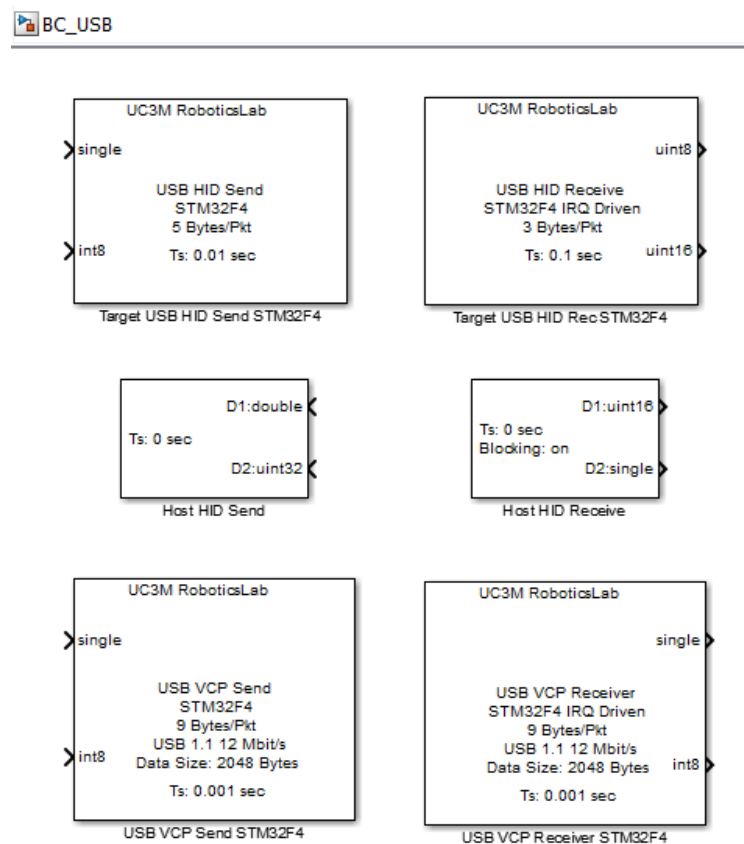 BC_USB
UC3M RoboticsLab
single
USB HID Send
STM32F4
5 Bytes/Pkt
int8
Ts: 0.01 sec
Target USB HID Send STM32F4
UC3M RoboticsLab
uint8
USB HID Receive
STM32F4 IRQ Driven
3 Bytes/Pkt
Ts: 0.1 sec
uint16
Target USB HID Rec STM32F4
D1:double
Ts: 0 sec
D2:uint32
Host HID Send
D1:uint16
Ts: 0 sec
Blocking: on
D2:single
Host HID Receive
UC3M RoboticsLab
single
USB VCP Send
STM32F4
9 Bytes/Pkt
USB 1.1 12 Mbit/s
int8
Data Size: 2048 Bytes
Ts: 0.001 sec
USB VCP Send STM32F4
UC3M RoboticsLab
single
USB VCP Receiver
STM32F4 IRQ Driven
9 Bytes/Pkt
USB 1.1 12 Mbit/s
Data Size: 2048 Bytes
int8
Ts: 0.001 sec
USB VCP Receiver STM32F4